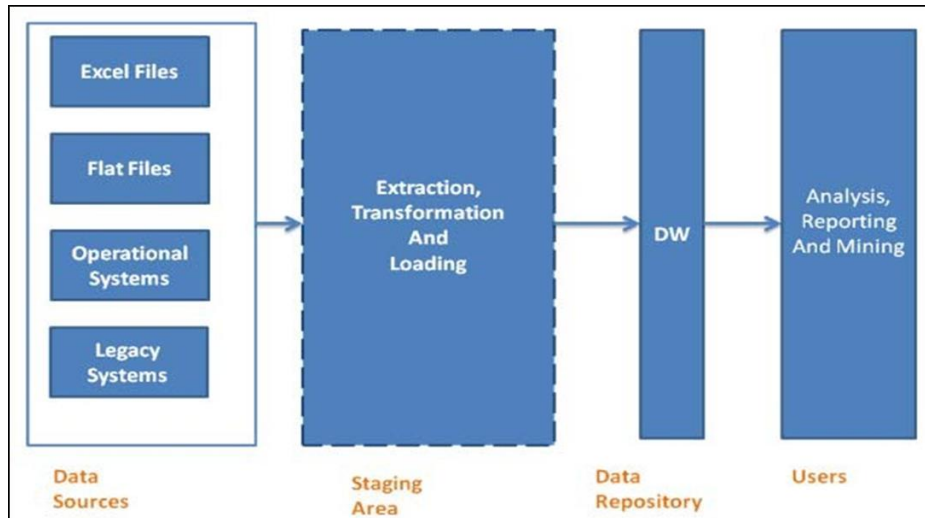 Excel Files
Flat Files
Operational
Systems
Legacy
Systems
Extraction,
Transformation
And
Loading
DW
Analysis,
Reporting
And Mining
Data
Sources
Staging
Area
Data
Repository
Users